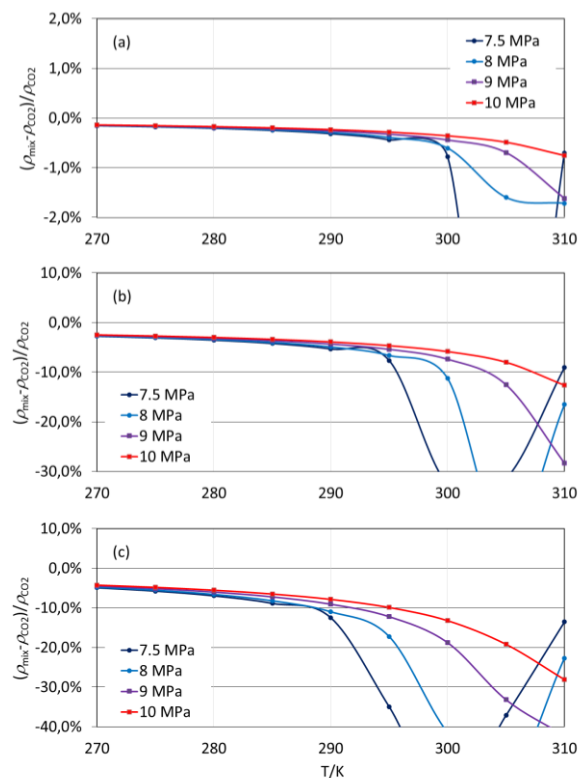 2,0%
(a)
7.5 MPa
8 MPa
9 MPa
10 MPa
1,0%
0,0%
-1,0%
-2,0%
(ρmix-ρCO2)/ρCO2
270 280 290 300 310
10,0%
(b)
0,0%
-10,0%
-20,0%
-30,0%
(ρmix-ρCO2)/ρCO2
7.5 MPa
8 MPa
9 MPa
10 MPa
270 280 290 300 310
10,0%
(c)
0,0%
-10,0%
-20,0%
-30,0%
-40,0%
(ρmix-ρCO2)/ρCO2
7.5 MPa
8 MPa
9 MPa
10 MPa
270 280 290 300 310
T/K